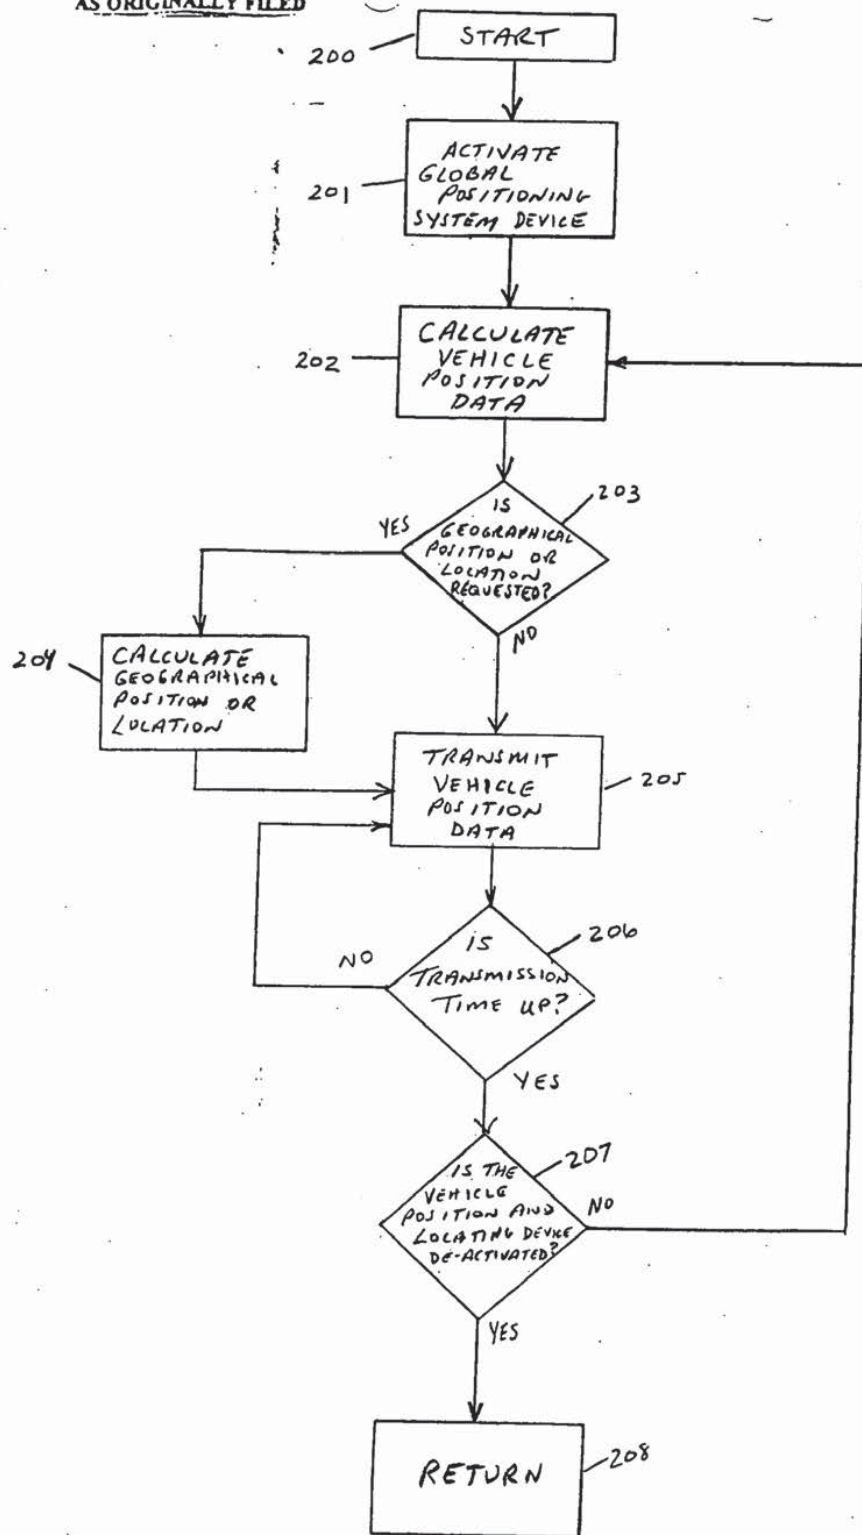 AS ORIGINALLY FILED
200
START
201
ACTIVATE
GLOBAL
POSITIONING
SYSTEM DEVICE
202
CALCULATE
VEHICLE
POSITION
DATA
203
YES
IS
GEOGRAPHICAL
POSITION OR
LOCATION
REQUESTED?
NO
204
CALCULATE
GEOGRAPHICAL
POSITION OR
LOCATION
TRANSMIT
VEHICLE
POSITION
DATA
205
NO
IS
TRANSMISSION
TIME UP?
206
YES
IS THE
VEHICLE
POSITION AND
LOCATING DEVICE
DE-ACTIVATED?
207
NO
YES
RETURN
208